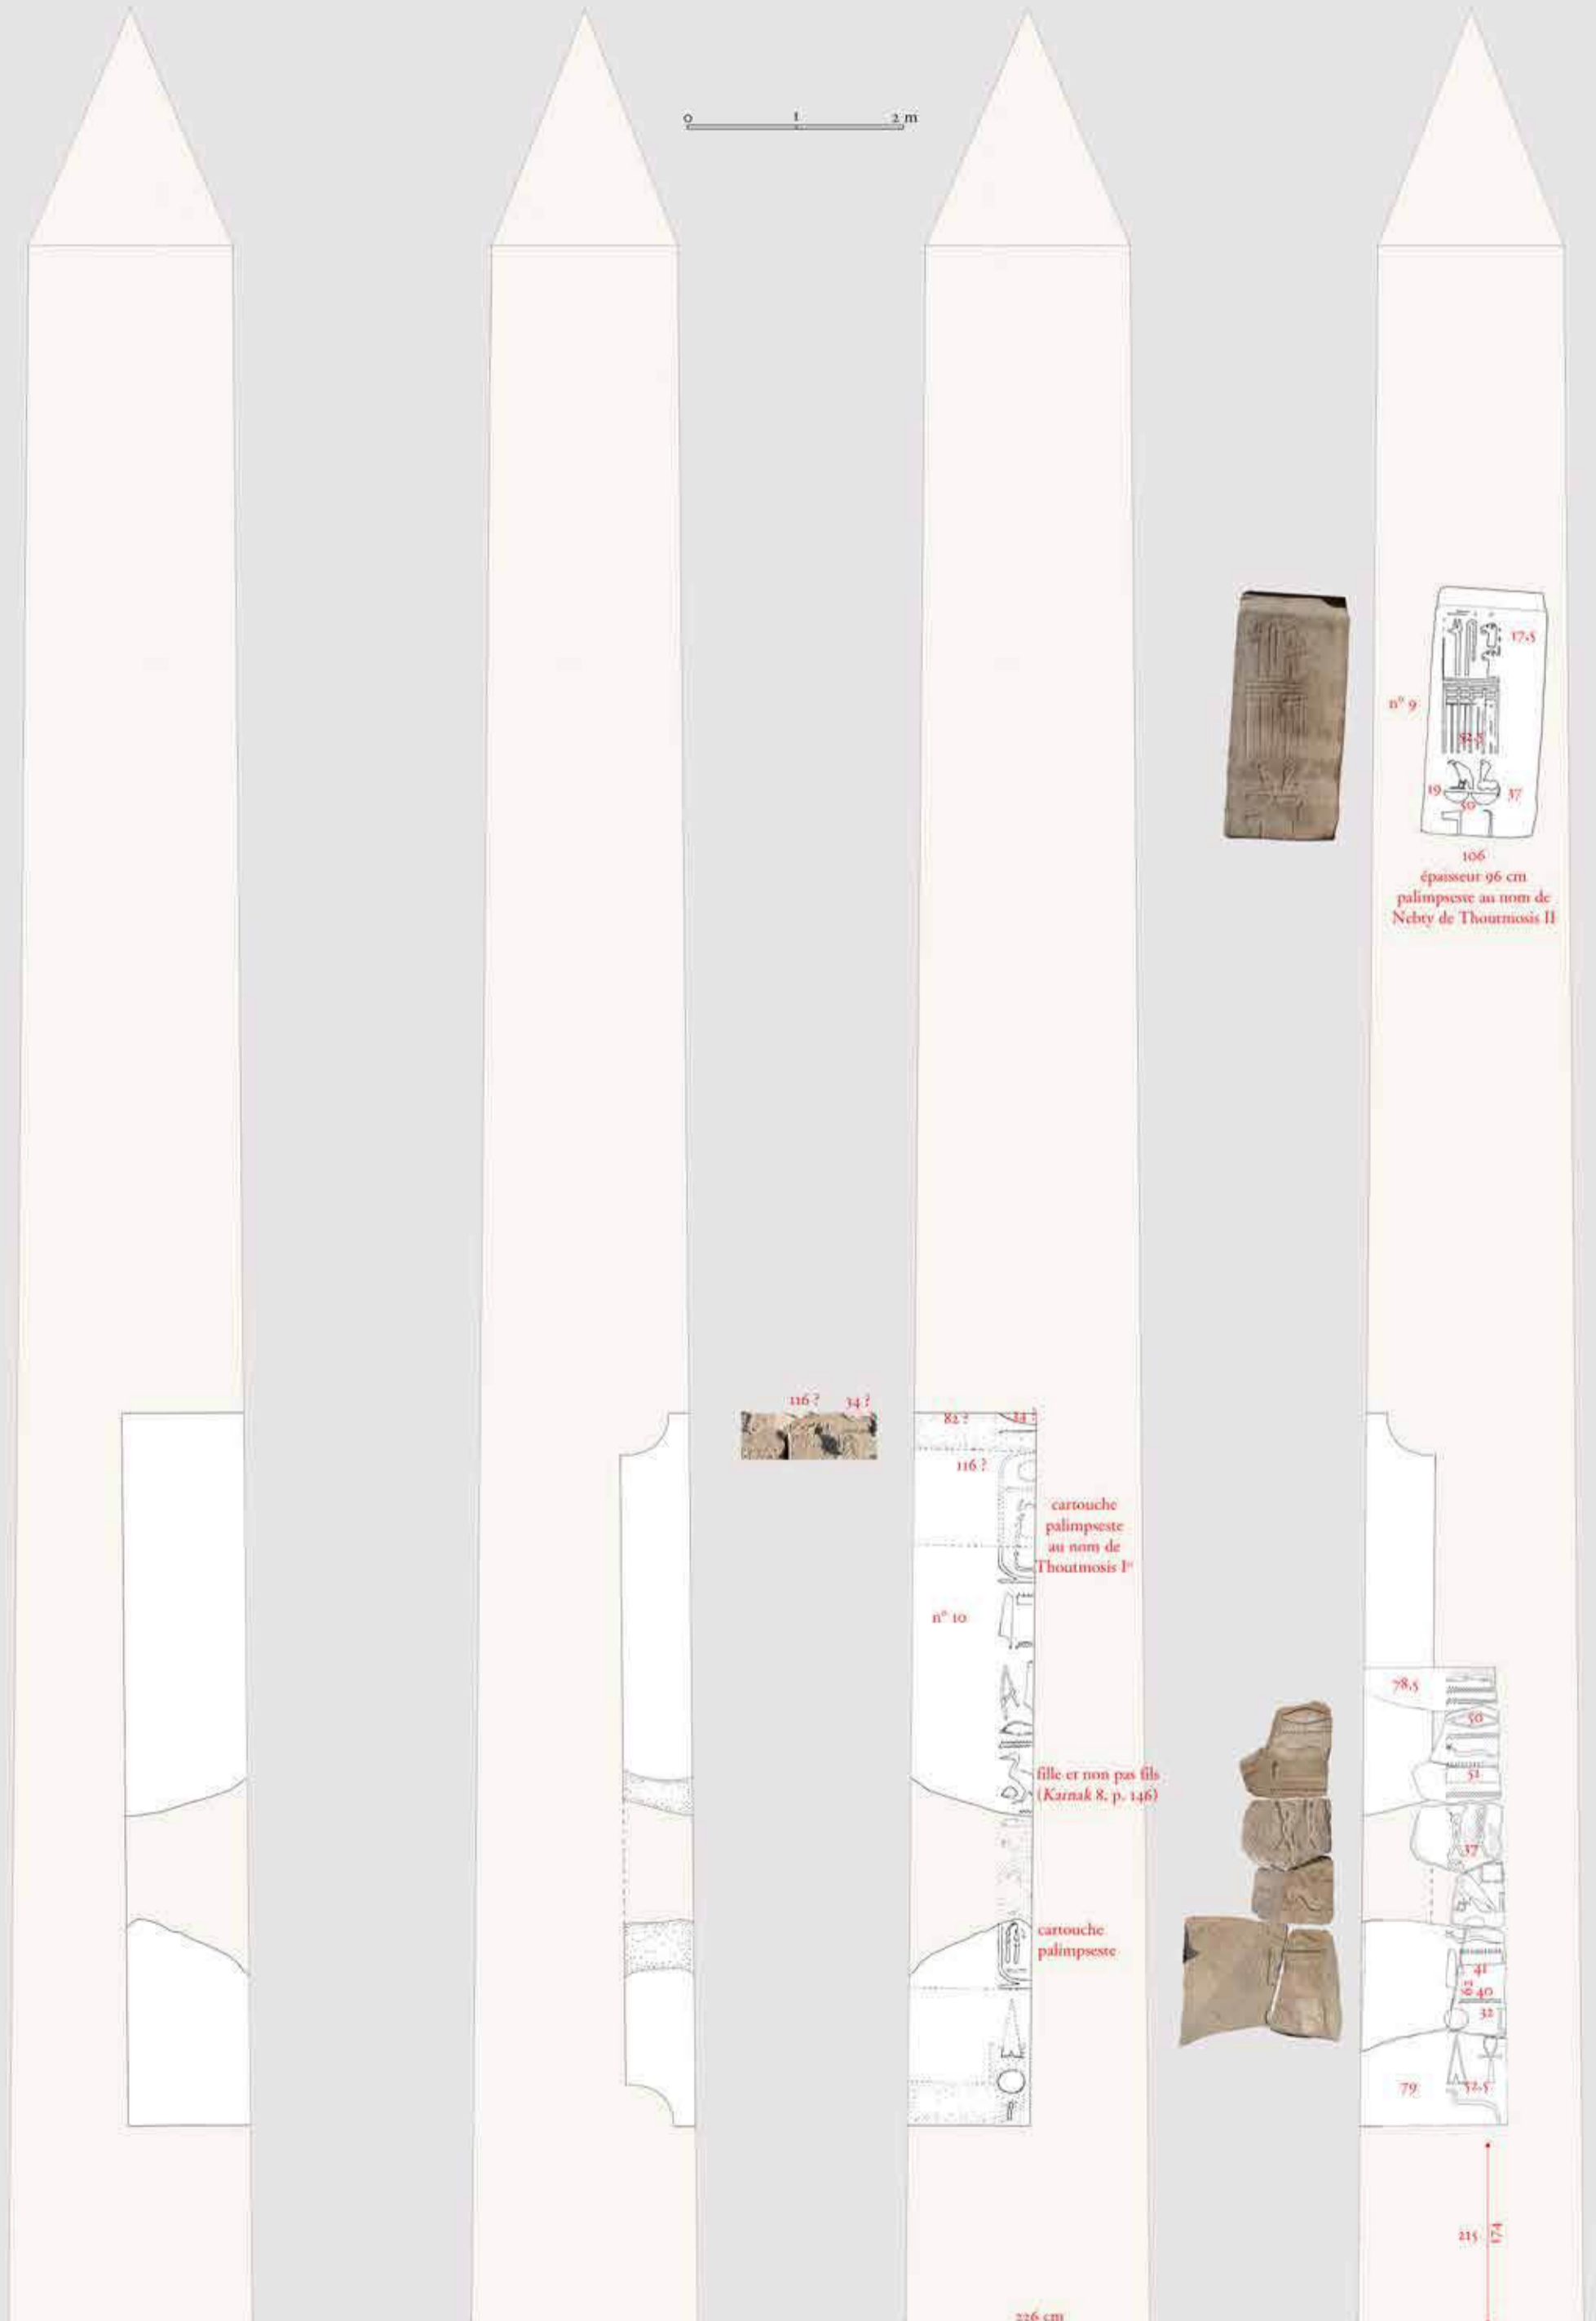 0 1 2 m
17,5
n° 9
52,5
19
37
50
106
épaisseur 96 cm
palimpseste au nom de
Nebty de Thoutmosis II
116 ? 34 ?
82 ?
116 ?
cartouche
palimpseste
au nom de
Thoutmosis Iᵉʳ
n° 10
78,5
50
51
fille et non pas fils
(Karnak 8, p. 146)
37
cartouche
palimpseste
41
40
32
79
52,5
215
174
226 cm